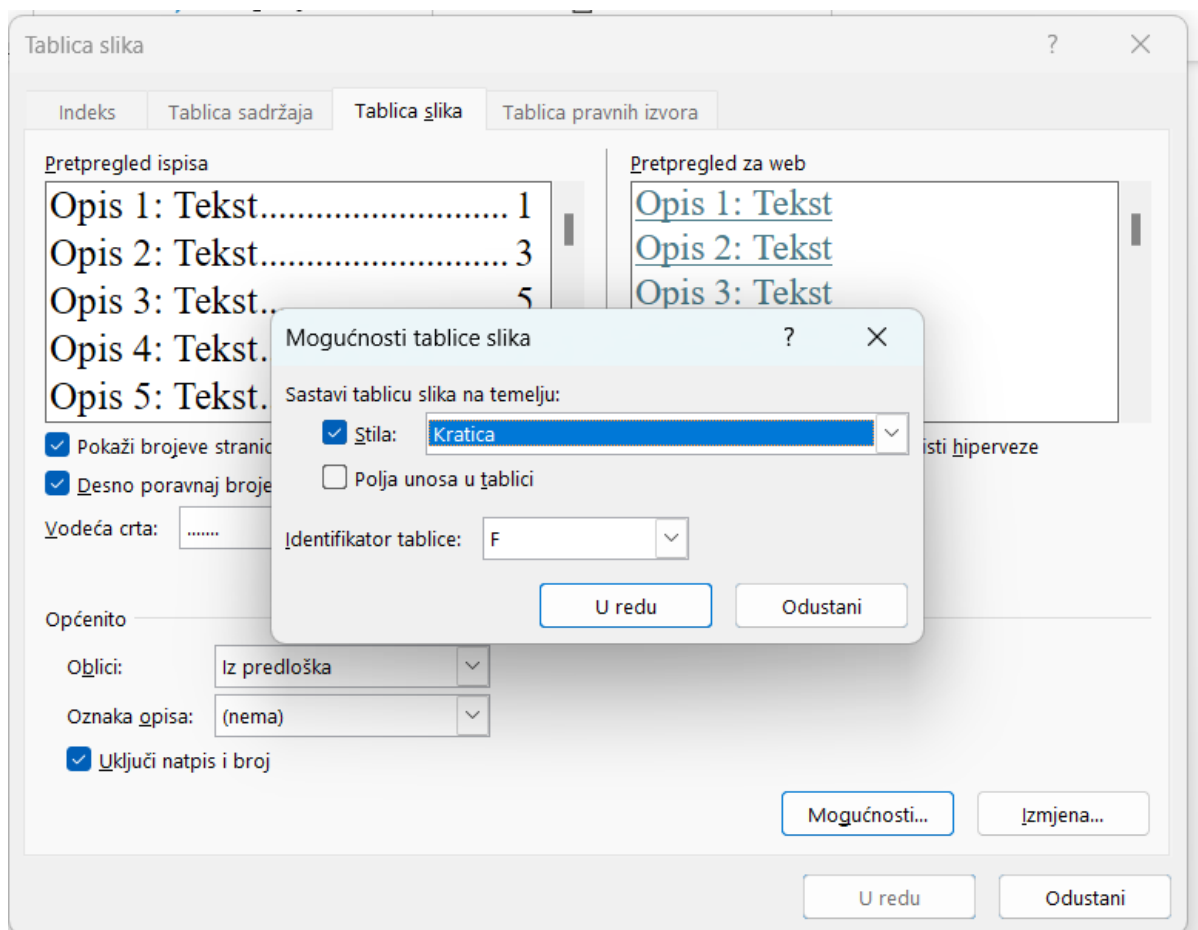 Tablica slika ?
Indeks Tablica sadržaja Tablica slika Tablica pravnih izvora
Pretpregled ispisa
Opis 1: Tekst.......................... 1
Opis 2: Tekst.......................... 3
Opis 3: Tekst.. 5
Opis 4: Tekst.
Opis 5: Tekst.
Pretpregled za web
Opis 1: Tekst
Opis 2: Tekst
Opis 3: Tekst
Pokaži brojeve stranic
Desno poravnaj broje
Vodeća crta: .......
isti hiperveze
Mogućnosti tablice slika ?
Sastavi tablicu slika na temelju:
Stila: Kratica
Polja unosa u tablici
Identifikator tablice: F
U redu Odustani
Općenito
Oblici: Iz predloška
Oznaka opisa: (nema)
Uključi natpis i broj
Mogućnosti... Izmjena...
U redu Odustani